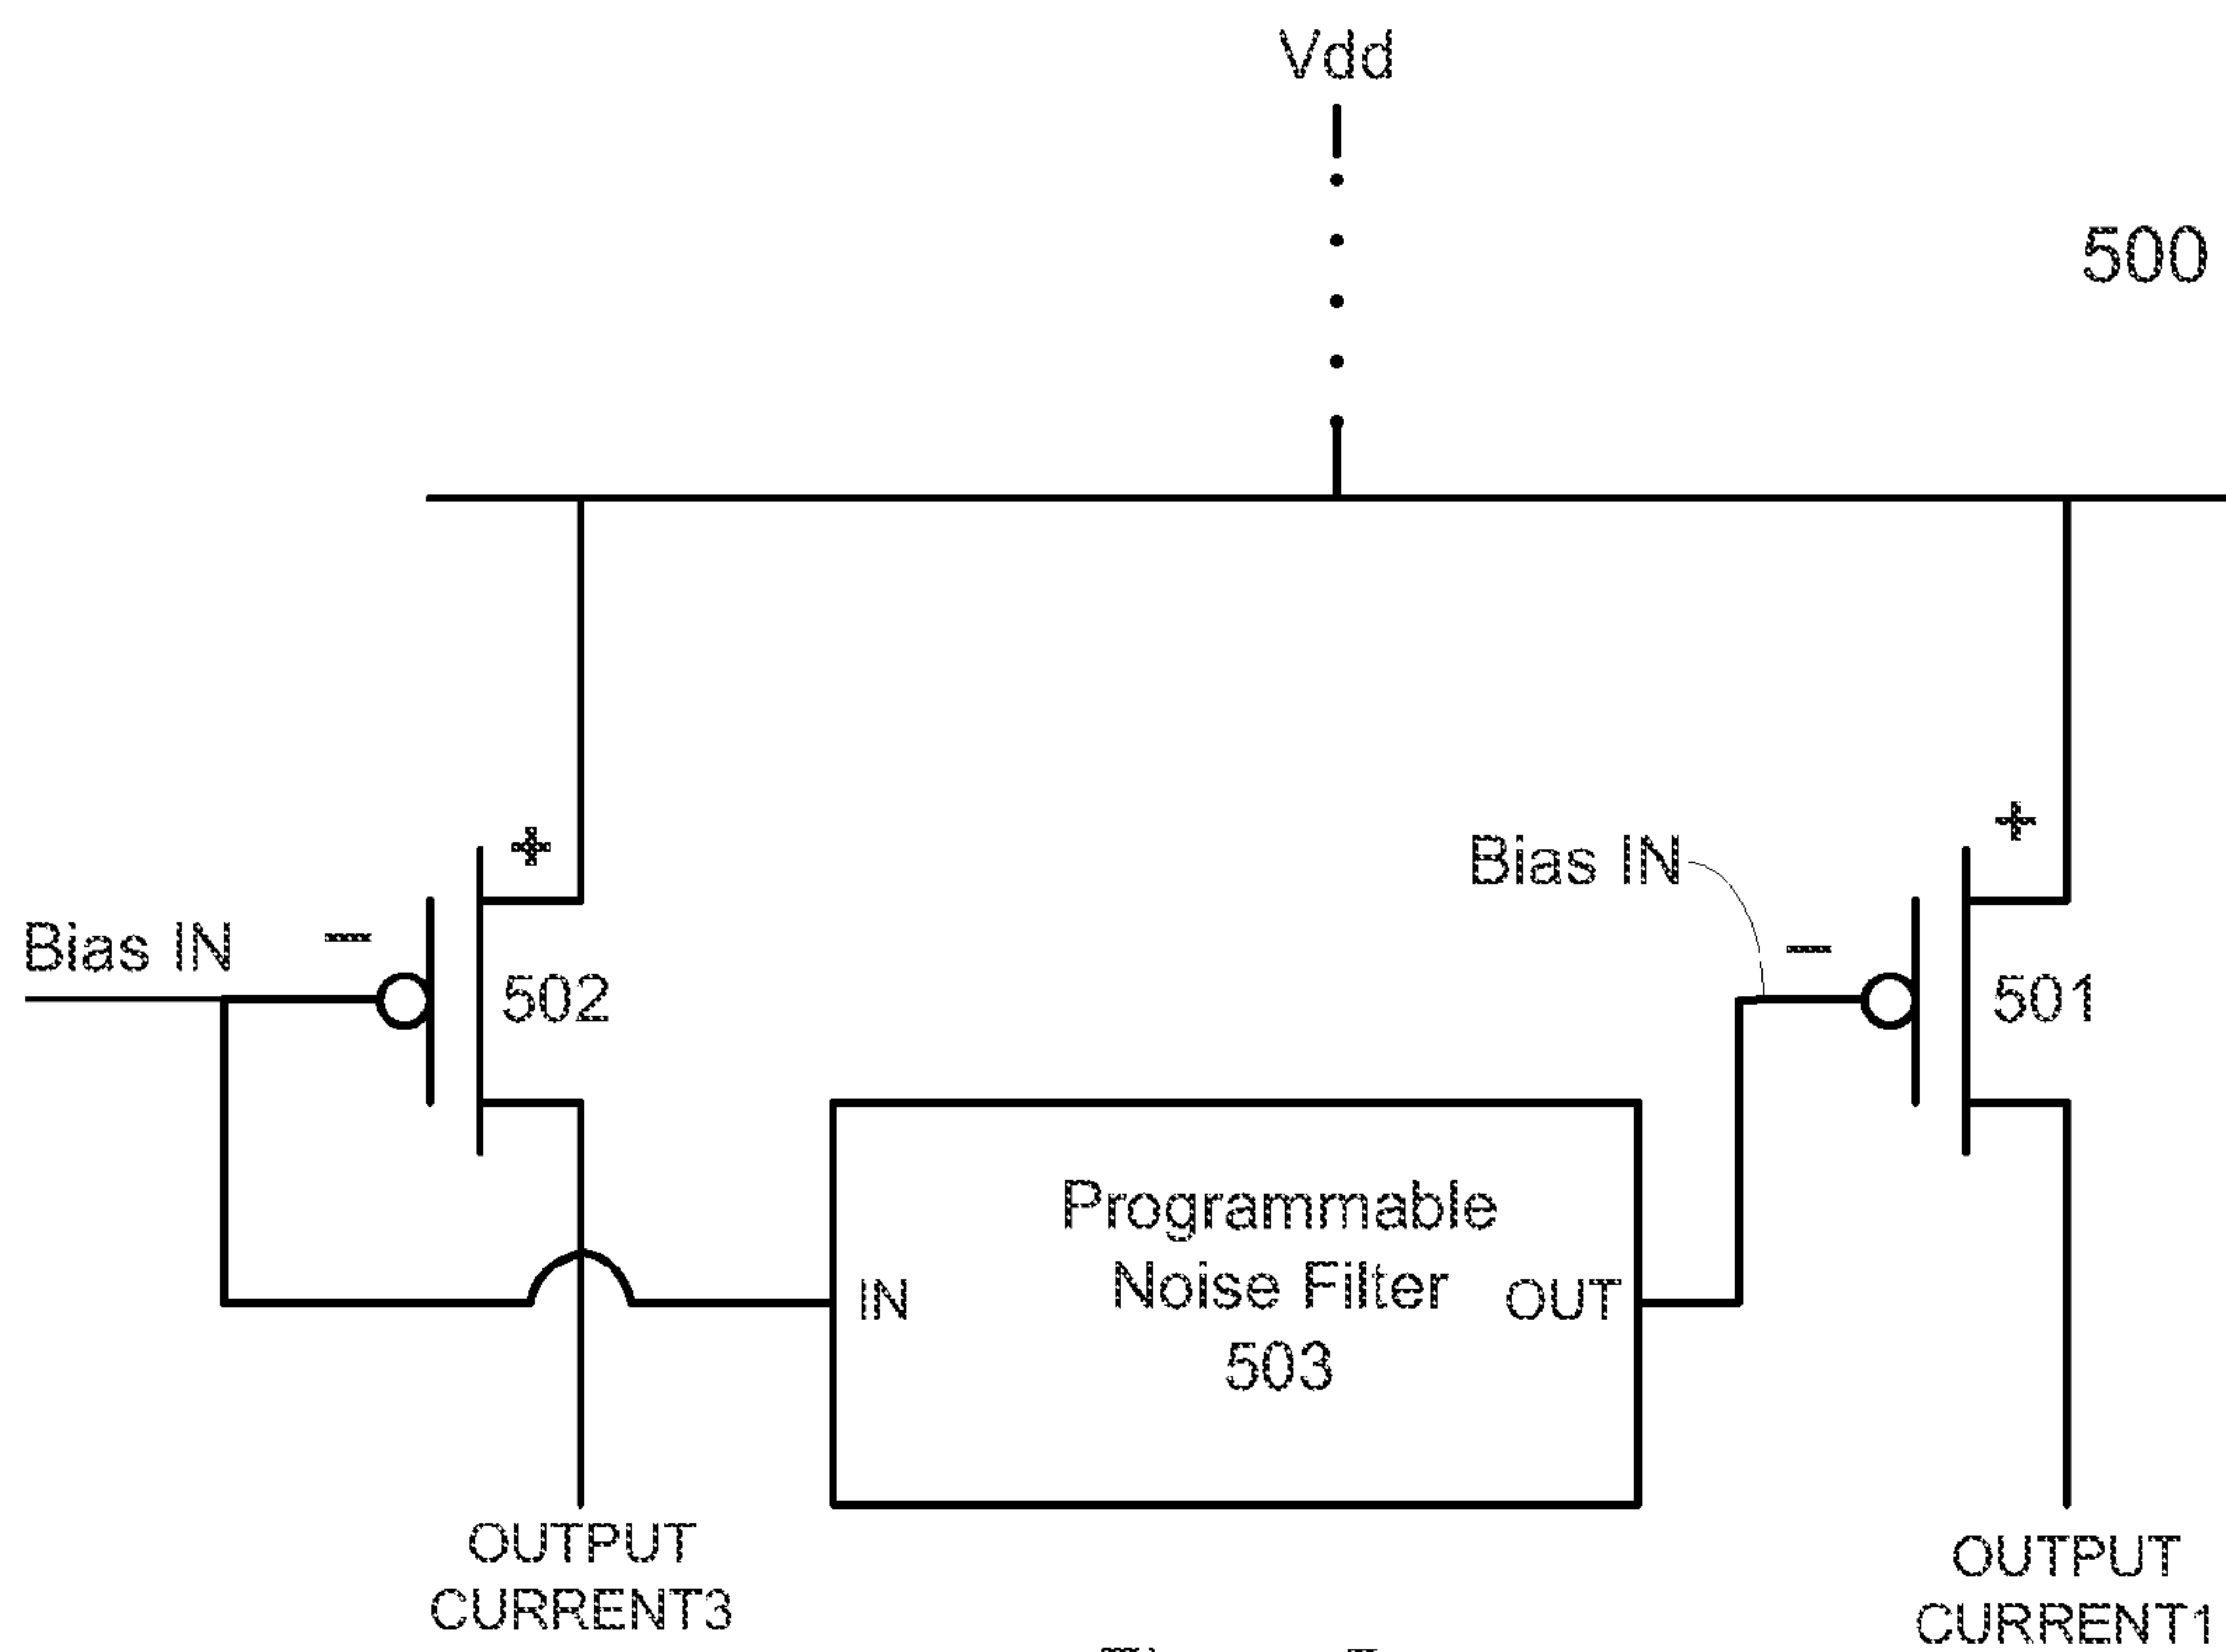 Vdd
500
+
+
Bias IN
−
Bias IN
−
502
501
Programmable
Noise Filter
503
IN
OUT
OUTPUT
CURRENT3
OUTPUT
CURRENT1